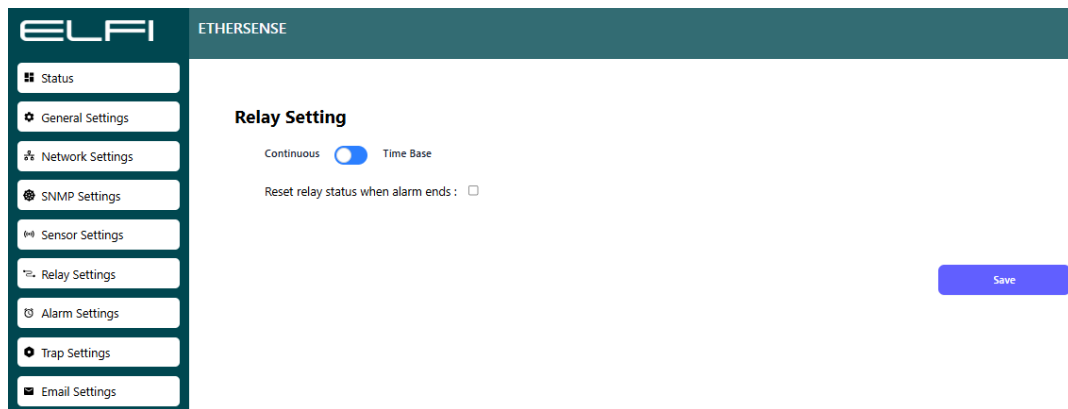 ELFI
ETHERSENSE
Status
General Settings
Network Settings
SNMP Settings
Sensor Settings
Relay Settings
Alarm Settings
Trap Settings
Email Settings
Relay Setting
Continuous Time Base
Reset relay status when alarm ends :
Save